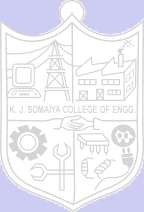 K. J. SOMAIYA COLLEGE OF ENGG.